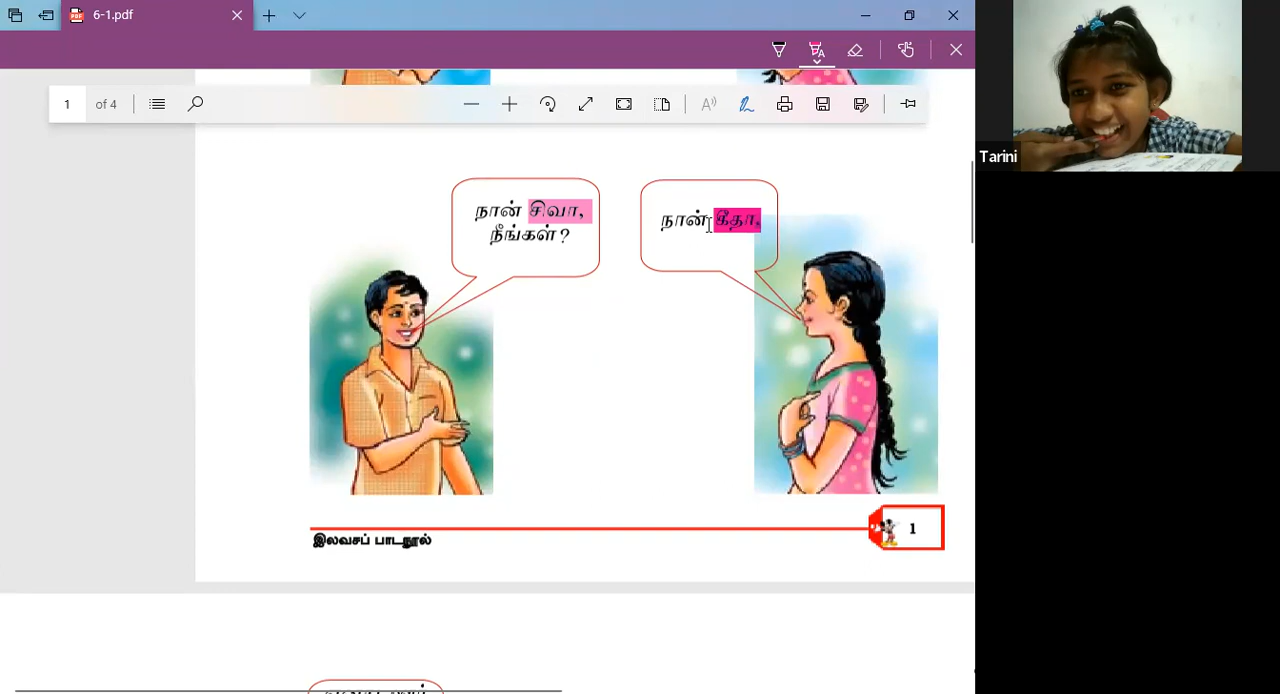 6-1.pdf
1 of 4
Tarini
நான் சிவா,
நீங்கள்?
நான் கீதா,
இலவசப் பாடநூல்
1